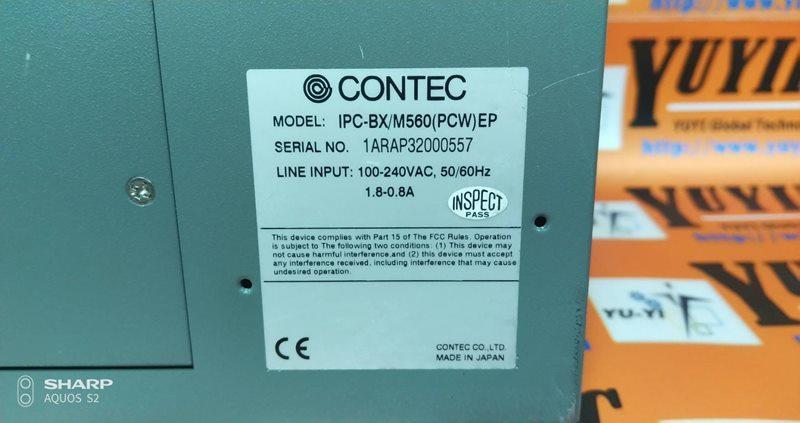 CONTEC
MODEL: IPC-BX/M560(PCW)EP
SERIAL NO. 1ARAP32000557
LINE INPUT: 100-240VAC, 50/60Hz
1.8-0.8A
INSPECT
PASS
This device complies with Part 15 of The FCC Rules. Operation
is subject to The following two conditions: (1) This device may
not cause harmful interference,and (2) this device must accept
any interference received, including interference that may cause
undesired operation.
CE
CONTEC CO.,LTD.
MADE IN JAPAN
SHARP
AQUOS S2
YUYI
YUYI Global Techno
YU-YI